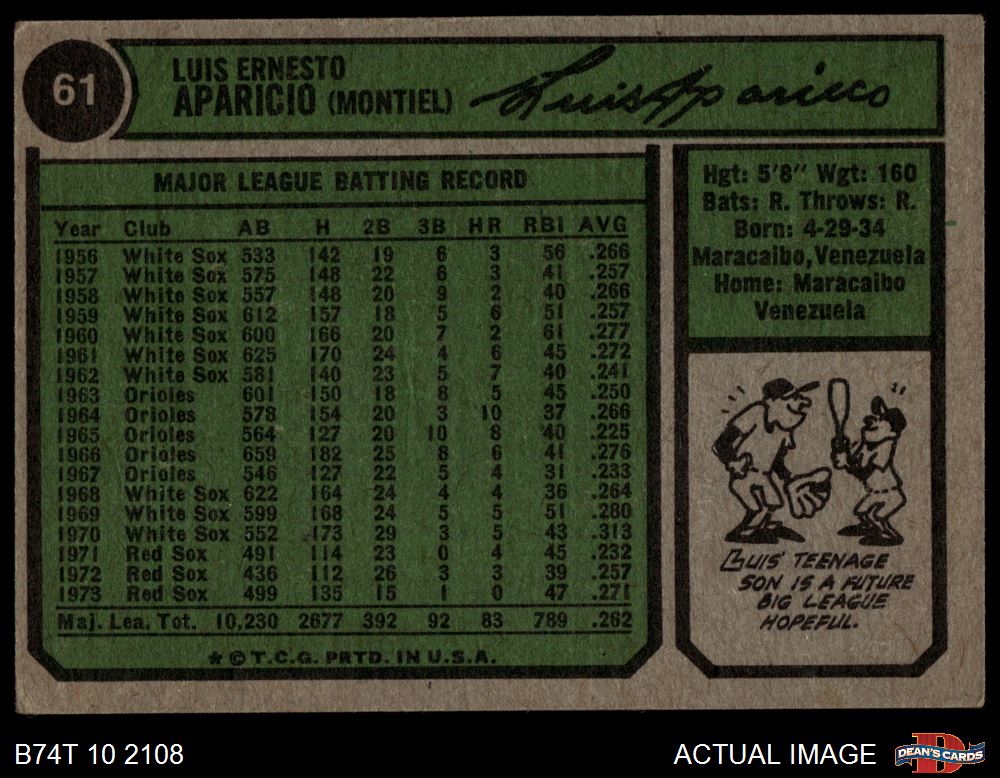 61
LUIS ERNESTO
APARICIO (MONTIEL)
Luis Aparicio
MAJOR LEAGUE BATTING RECORD
Year Club AB H 2B 3B HR RBI AVG
1956 White Sox 533 142 19 6 3 56 .266
1957 White Sox 575 148 22 6 3 41 .257
1958 White Sox 557 148 20 9 2 40 .266
1959 White Sox 612 157 18 5 6 51 .257
1960 White Sox 600 166 20 7 2 61 .277
1961 White Sox 625 170 24 4 6 45 .272
1962 White Sox 581 140 23 5 7 40 .241
1963 Orioles 601 150 18 8 5 45 .250
1964 Orioles 578 154 20 3 10 37 .266
1965 Orioles 564 127 20 10 8 40 .225
1966 Orioles 659 182 25 8 6 41 .276
1967 Orioles 546 127 22 5 4 31 .233
1968 White Sox 622 164 24 4 4 36 .264
1969 White Sox 599 168 24 5 5 51 .280
1970 White Sox 552 173 29 3 5 43 .313
1971 Red Sox 491 114 23 0 4 45 .232
1972 Red Sox 436 112 26 3 3 39 .257
1973 Red Sox 499 135 15 1 0 47 .271
Maj. Lea. Tot. 10,230 2677 392 92 83 789 .262
★ © T.C.G. PRTD. IN U.S.A.
Hgt: 5'8" Wgt: 160
Bats: R. Throws: R.
Born: 4-29-34
Maracaibo, Venezuela
Home: Maracaibo
Venezuela
LUIS' TEENAGE
SON IS A FUTURE
BIG LEAGUE
HOPEFUL.
B74T 10 2108
ACTUAL IMAGE
DEAN'S CARDS